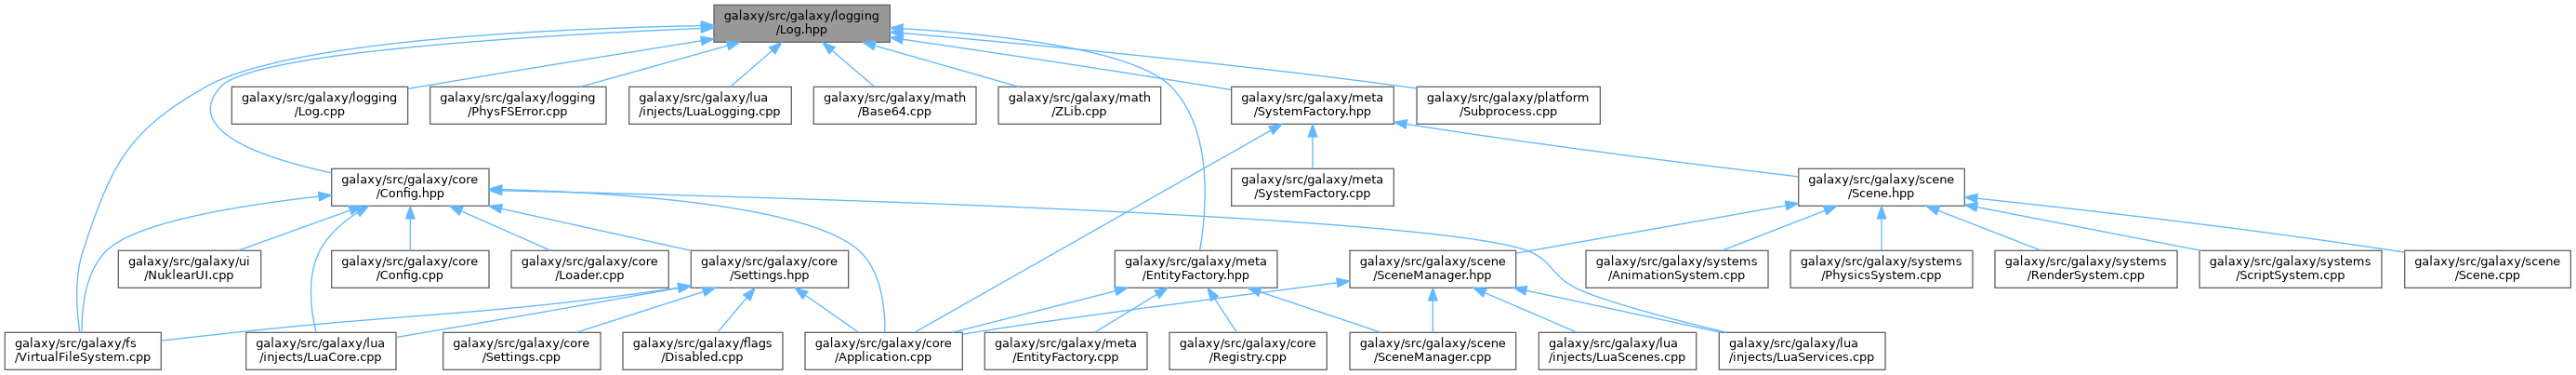 galaxy/src/galaxy/logging
/Log.hpp
galaxy/src/galaxy/logging
/Log.cpp
galaxy/src/galaxy/logging
/PhysFSError.cpp
galaxy/src/galaxy/lua
/injects/LuaLogging.cpp
galaxy/src/galaxy/math
/Base64.cpp
galaxy/src/galaxy/math
/ZLib.cpp
galaxy/src/galaxy/meta
/SystemFactory.hpp
galaxy/src/galaxy/platform
/Subprocess.cpp
galaxy/src/galaxy/core
/Config.hpp
galaxy/src/galaxy/meta
/SystemFactory.cpp
galaxy/src/galaxy/scene
/Scene.hpp
galaxy/src/galaxy/ui
/NuklearUI.cpp
galaxy/src/galaxy/core
/Config.cpp
galaxy/src/galaxy/core
/Loader.cpp
galaxy/src/galaxy/core
/Settings.hpp
galaxy/src/galaxy/meta
/EntityFactory.hpp
galaxy/src/galaxy/scene
/SceneManager.hpp
galaxy/src/galaxy/systems
/AnimationSystem.cpp
galaxy/src/galaxy/systems
/PhysicsSystem.cpp
galaxy/src/galaxy/systems
/RenderSystem.cpp
galaxy/src/galaxy/systems
/ScriptSystem.cpp
galaxy/src/galaxy/scene
/Scene.cpp
galaxy/src/galaxy/fs
/VirtualFileSystem.cpp
galaxy/src/galaxy/lua
/injects/LuaCore.cpp
galaxy/src/galaxy/core
/Settings.cpp
galaxy/src/galaxy/flags
/Disabled.cpp
galaxy/src/galaxy/core
/Application.cpp
galaxy/src/galaxy/meta
/EntityFactory.cpp
galaxy/src/galaxy/core
/Registry.cpp
galaxy/src/galaxy/scene
/SceneManager.cpp
galaxy/src/galaxy/lua
/injects/LuaScenes.cpp
galaxy/src/galaxy/lua
/injects/LuaServices.cpp